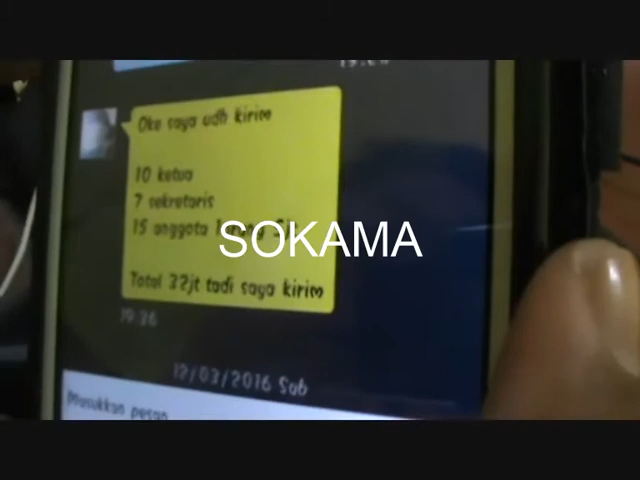 Oke saya udh kirim
10 ketua
7 sekretaris
15 anggota
SOKAMA
Total 32jt tadi saya kirim
19:36
12/03/2016 Sab
Masukkan pesan